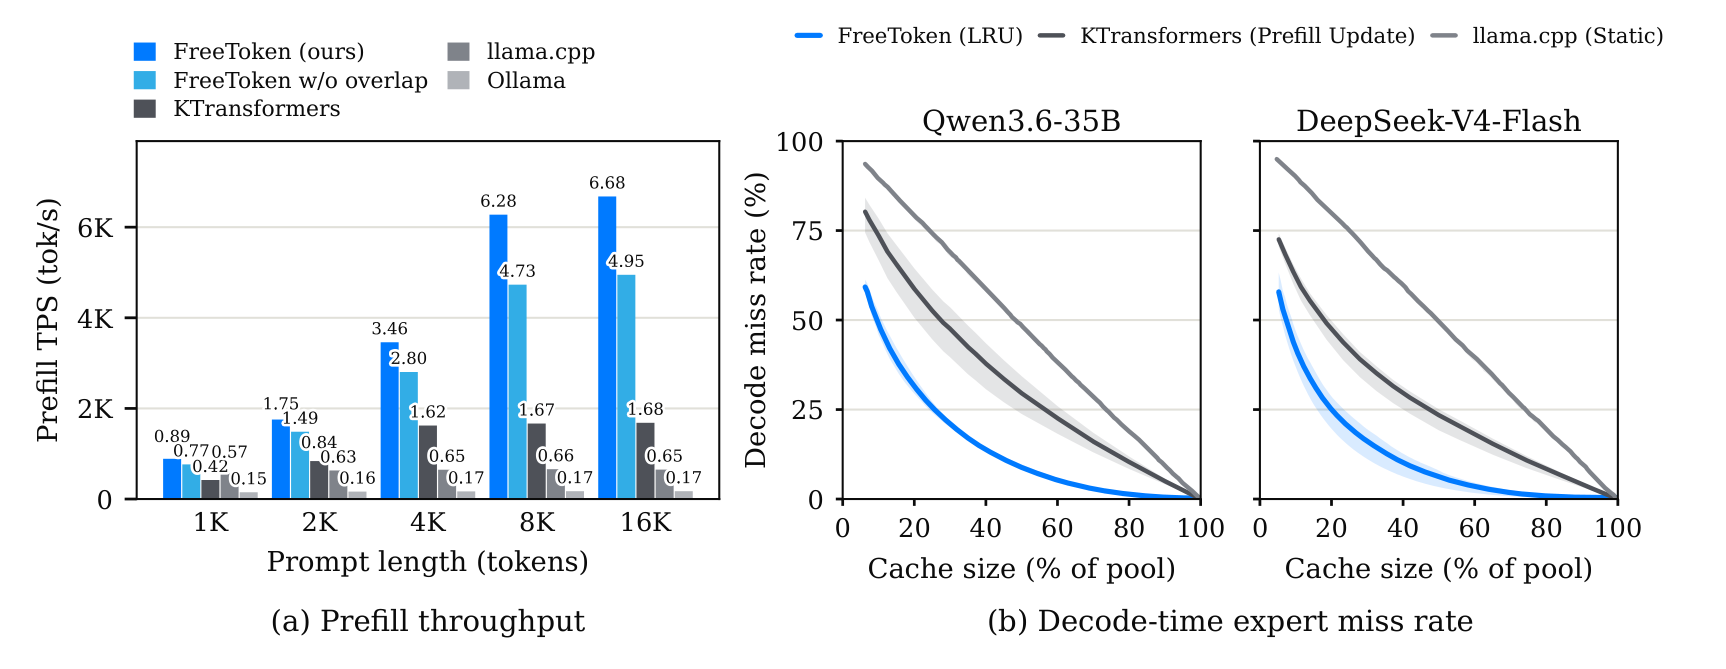 FreeToken (ours)
FreeToken w/o overlap
KTransformers
llama.cpp
Ollama
Prefill TPS (tok/s)
6K
4K
2K
0
0.89
0.77
0.42
0.57
0.15
1.75
1.49
0.84
0.63
0.16
3.46
2.80
1.62
0.65
0.17
6.28
4.73
1.67
0.66
0.17
6.68
4.95
1.68
0.65
0.17
1K 2K 4K 8K 16K
Prompt length (tokens)
(a) Prefill throughput
FreeToken (LRU) KTransformers (Prefill Update) llama.cpp (Static)
Qwen3.6-35B
Decode miss rate (%)
100
75
50
25
0
0 20 40 60 80 100
Cache size (% of pool)
DeepSeek-V4-Flash
0 20 40 60 80 100
Cache size (% of pool)
(b) Decode-time expert miss rate